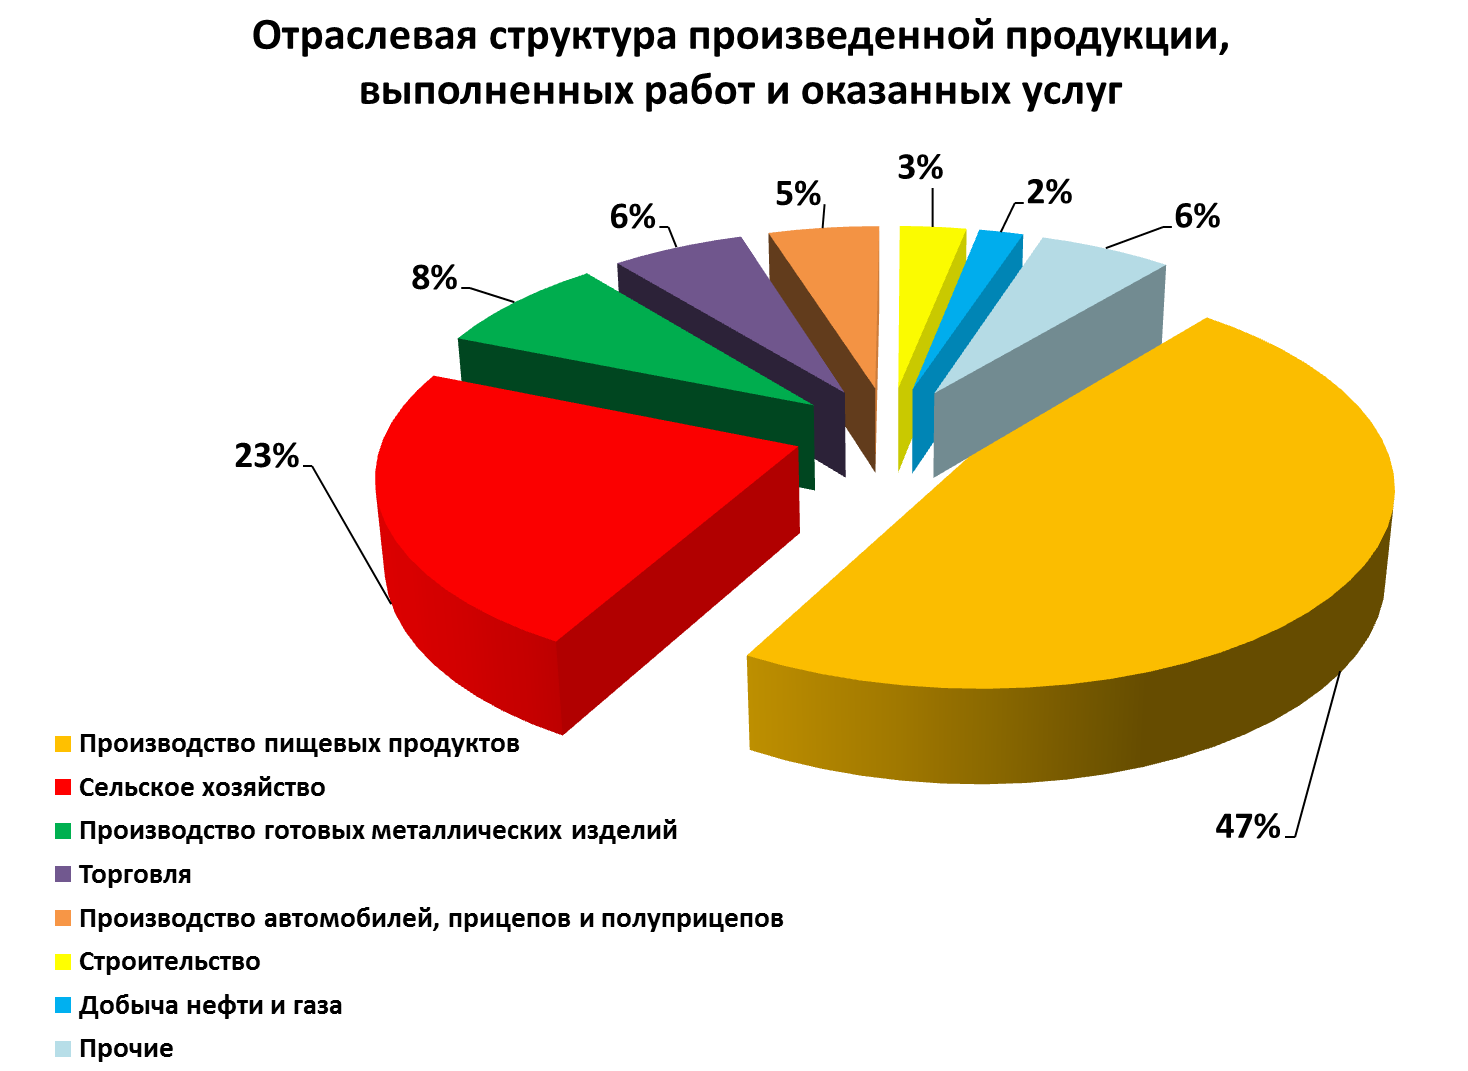 Отраслевая структура произведенной продукции,
выполненных работ и оказанных услуг
3%
2%
5%
6%
6%
8%
23%
47%
Производство пищевых продуктов
Сельское хозяйство
Производство готовых металлических изделий
Торговля
Производство автомобилей, прицепов и полуприцепов
Строительство
Добыча нефти и газа
Прочие